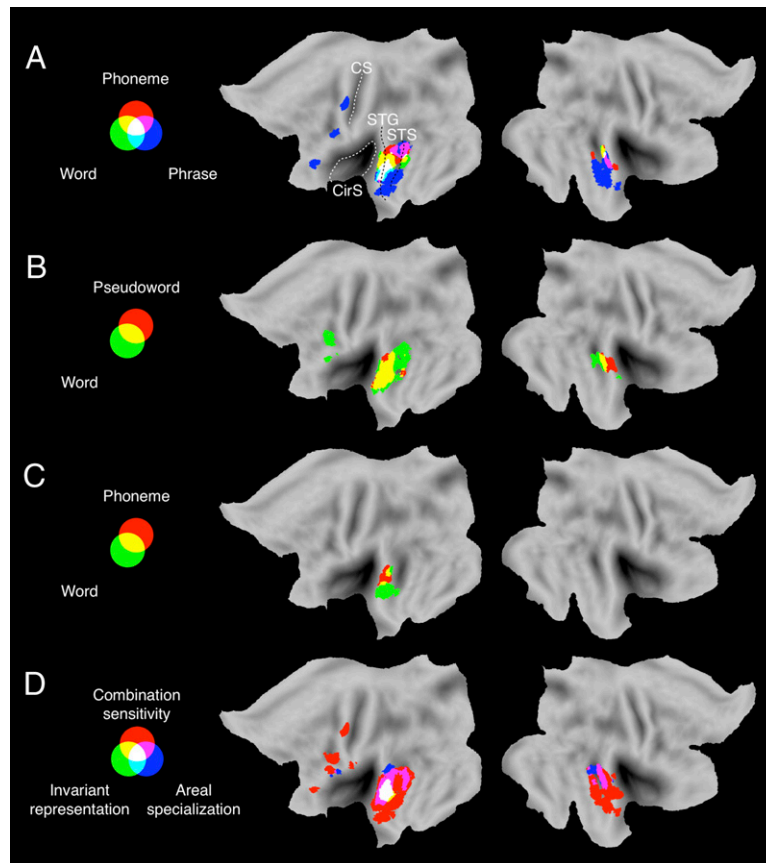 A
Phoneme
Word
Phrase
CS
STG
STS
CirS
B
Pseudoword
Word
C
Phoneme
Word
D
Combination
sensitivity
Invariant
representation
Areal
specialization